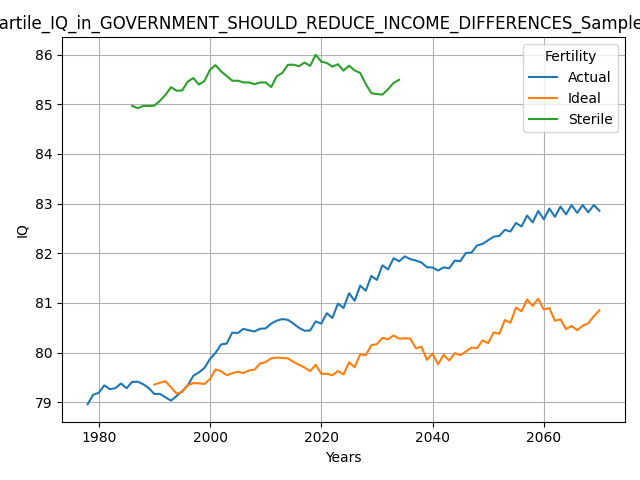 artile_IQ_in_GOVERNMENT_SHOULD_REDUCE_INCOME_DIFFERENCES_Sample
86
85
84
83
82
81
80
79
IQ
Fertility
Actual
Ideal
Sterile
1980
2000
2020
2040
2060
Years